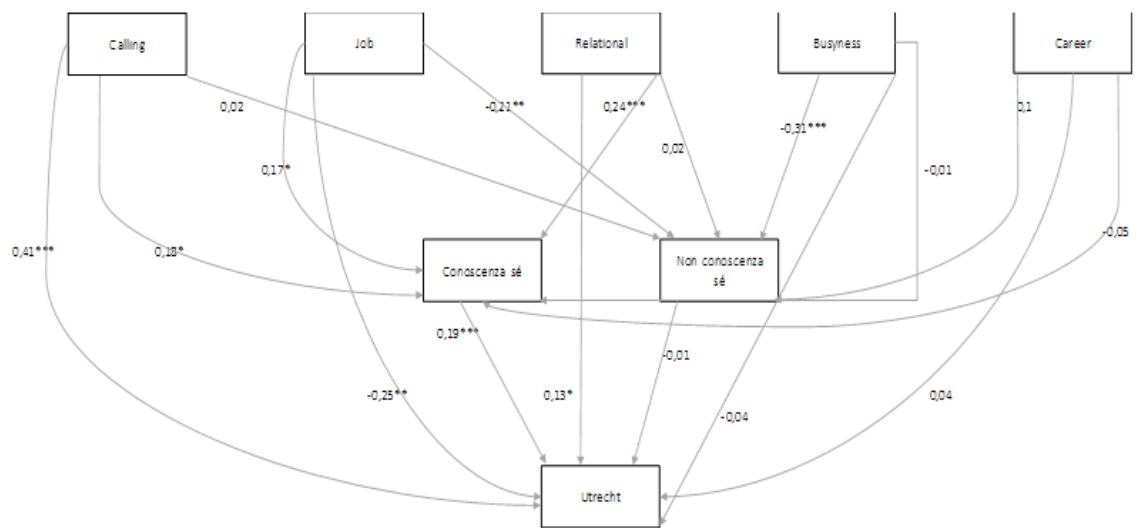 Calling
Job
Relational
Busyness
Career
0,02
-0,21**
0,24***
0,1
-0,31***
0,02
0,17*
-0,01
-0,05
0,41***
0,18*
Conoscenza sé
Non conoscenza
sé
0,19***
-0,01
-0,25**
0,13*
-0,04
0,04
Utrecht